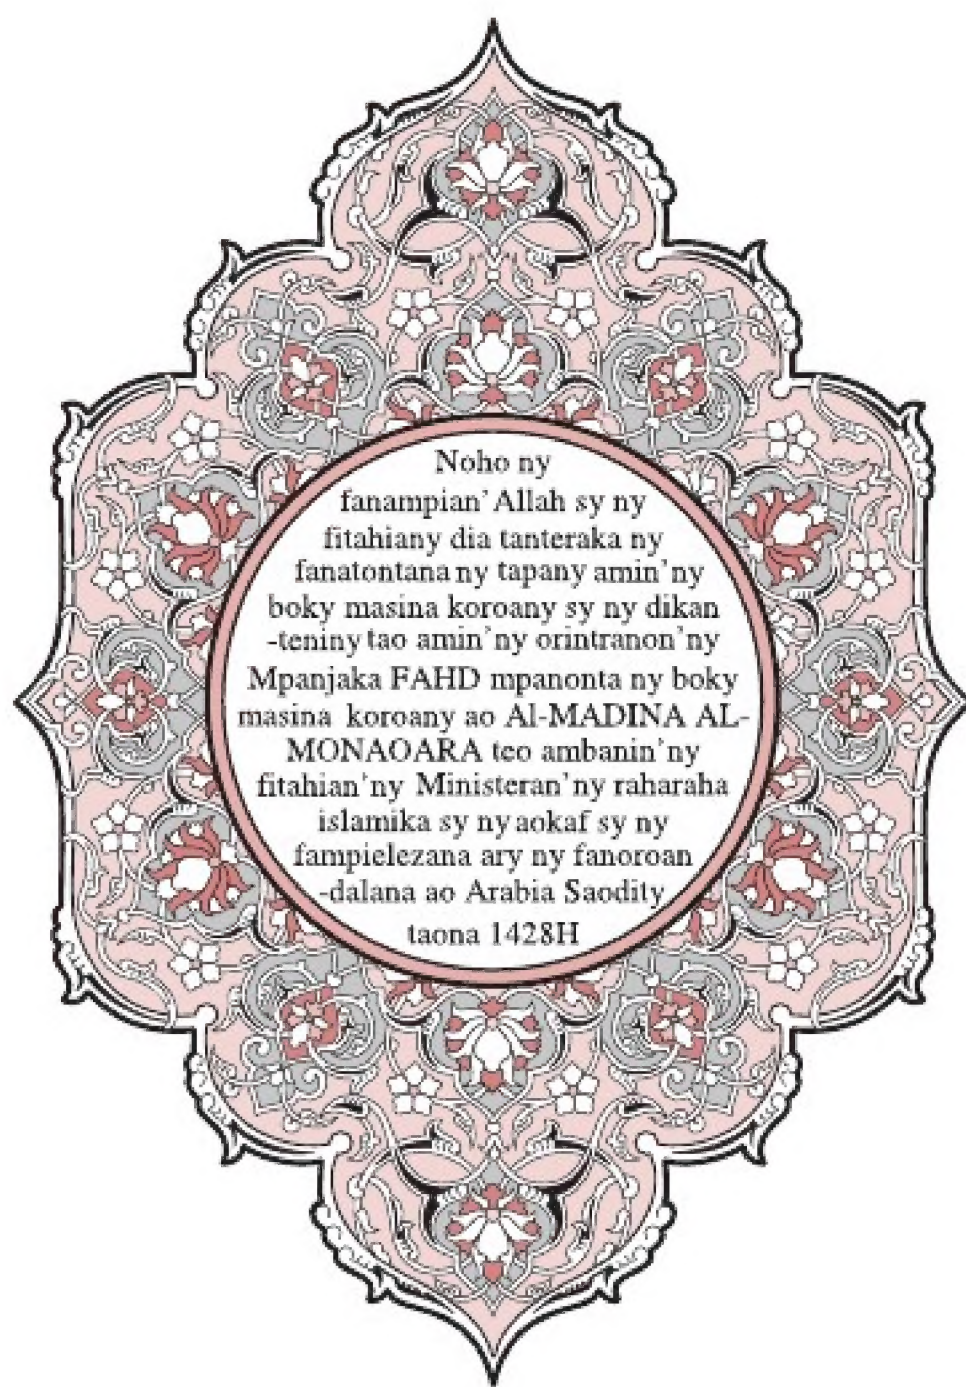 Noho ny
fanampian’Allah sy ny
fitahiany dia tanteraka ny
fanatontana ny tapany amin’ny
boky masina koroany sy ny dikan
-teniny tao amin’ny orintranon’ny
Mpanjaka FAHD mpanonta ny boky
masina koroany ao Al-MADINA AL-
MONAOARA teo ambanin’ny
fitahian’ny Ministeran’ny raharaha
islamika sy ny aokaf sy ny
fampielezana ary ny fanoroan
-dalana ao Arabia Saodity
taona 1428H